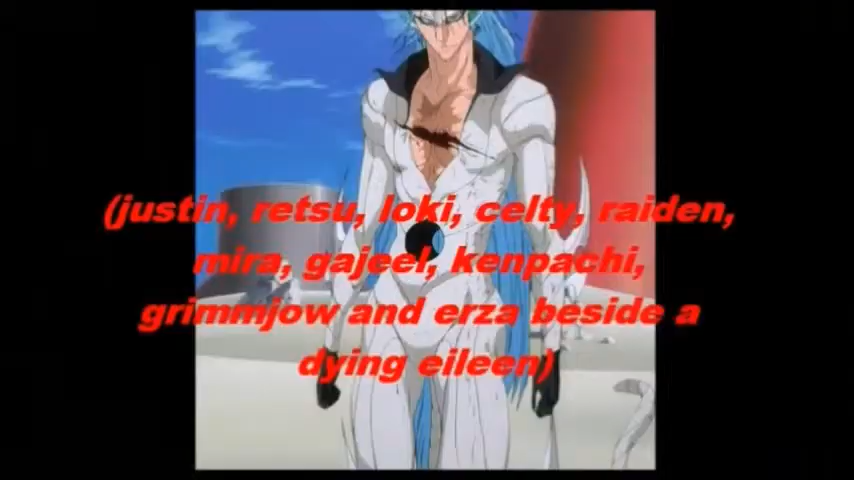 (justin, retsu, loki, celty, raiden,
mira, gajeel, kenpachi,
grimmjow and erza beside a
dying eileen)